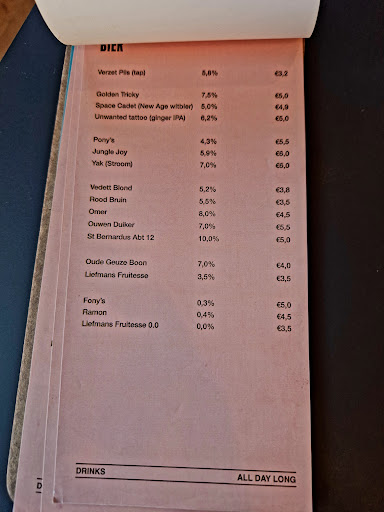 BIER
Verzet Pils (tap) 5,8% €3,2
Golden Tricky 7,5% €5,0
Space Cadet (New Age witbier) 5,0% €4,9
Unwanted tattoo (ginger IPA) 6,2% €5,0
Pony's 4,3% €5,5
Jungle Joy 5,9% €5,0
Yak (Stroom) 7,0% €5,0
Vedett Blond 5,2% €3,8
Rood Bruin 5,5% €3,5
Omer 8,0% €4,5
Ouwen Duiker 7,0% €5,5
St Bernardus Abt 12 10,0% €5,0
Oude Geuze Boon 7,0% €4,0
Liefmans Fruitesse 3,5% €3,5
Fony's 0,3% €5,0
Ramon 0,4% €4,5
Liefmans Fruitesse 0.0 0,0% €3,5
DRINKS ALL DAY LONG
D